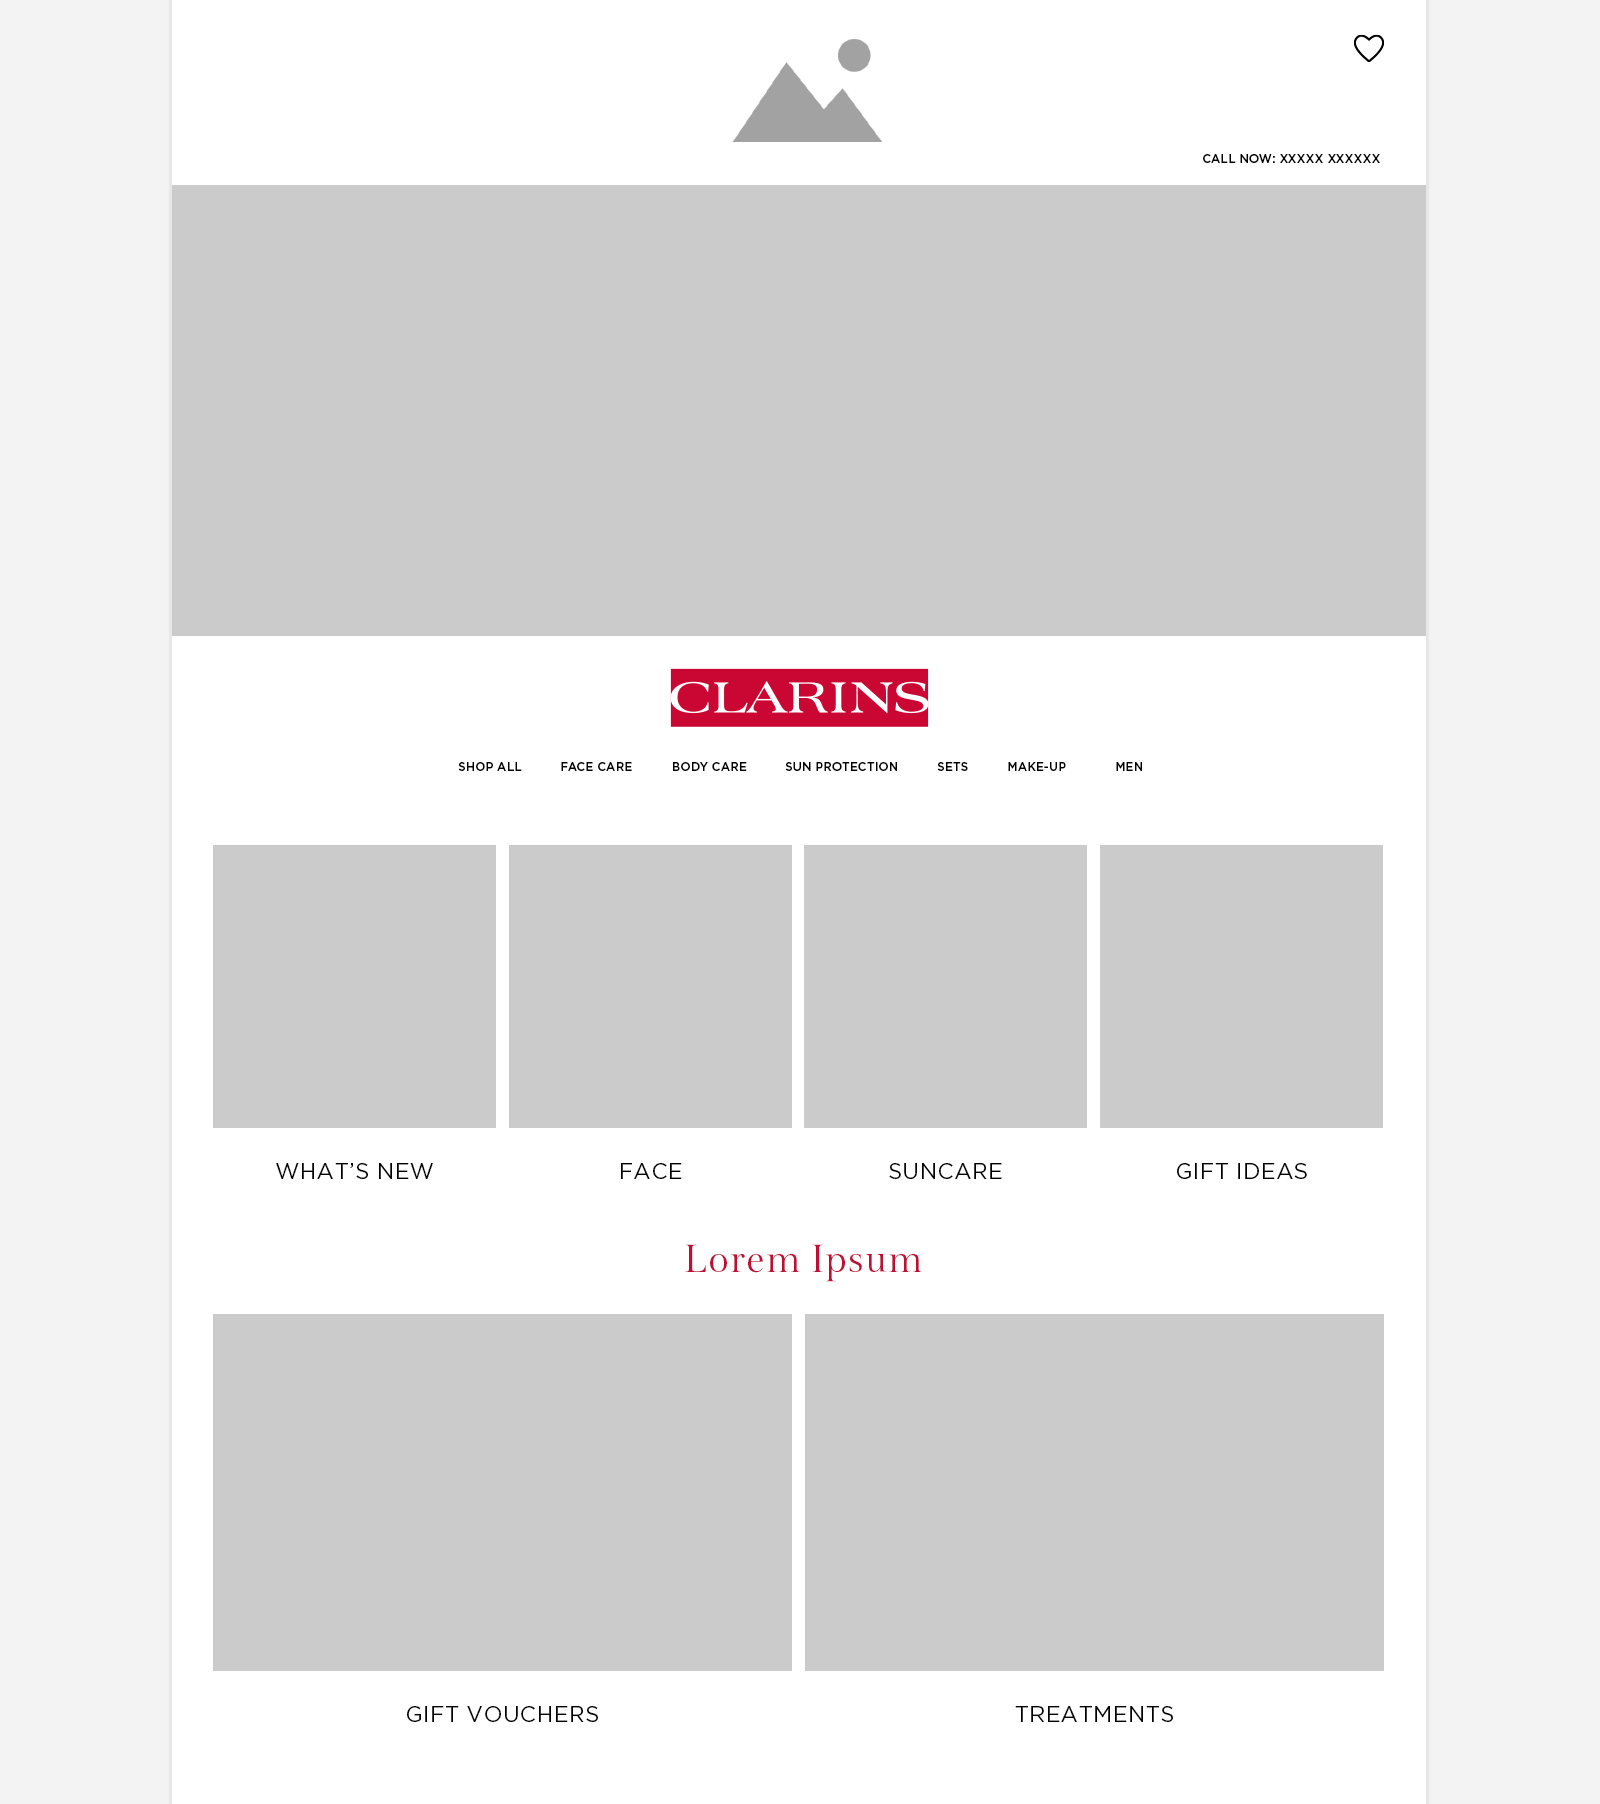 CALL NOW: XXXXX XXXXXX
CLARINS
SHOP ALL FACE CARE BODY CARE SUN PROTECTION SETS MAKE-UP MEN
WHAT’S NEW FACE SUNCARE GIFT IDEAS
Lorem Ipsum
GIFT VOUCHERS TREATMENTS